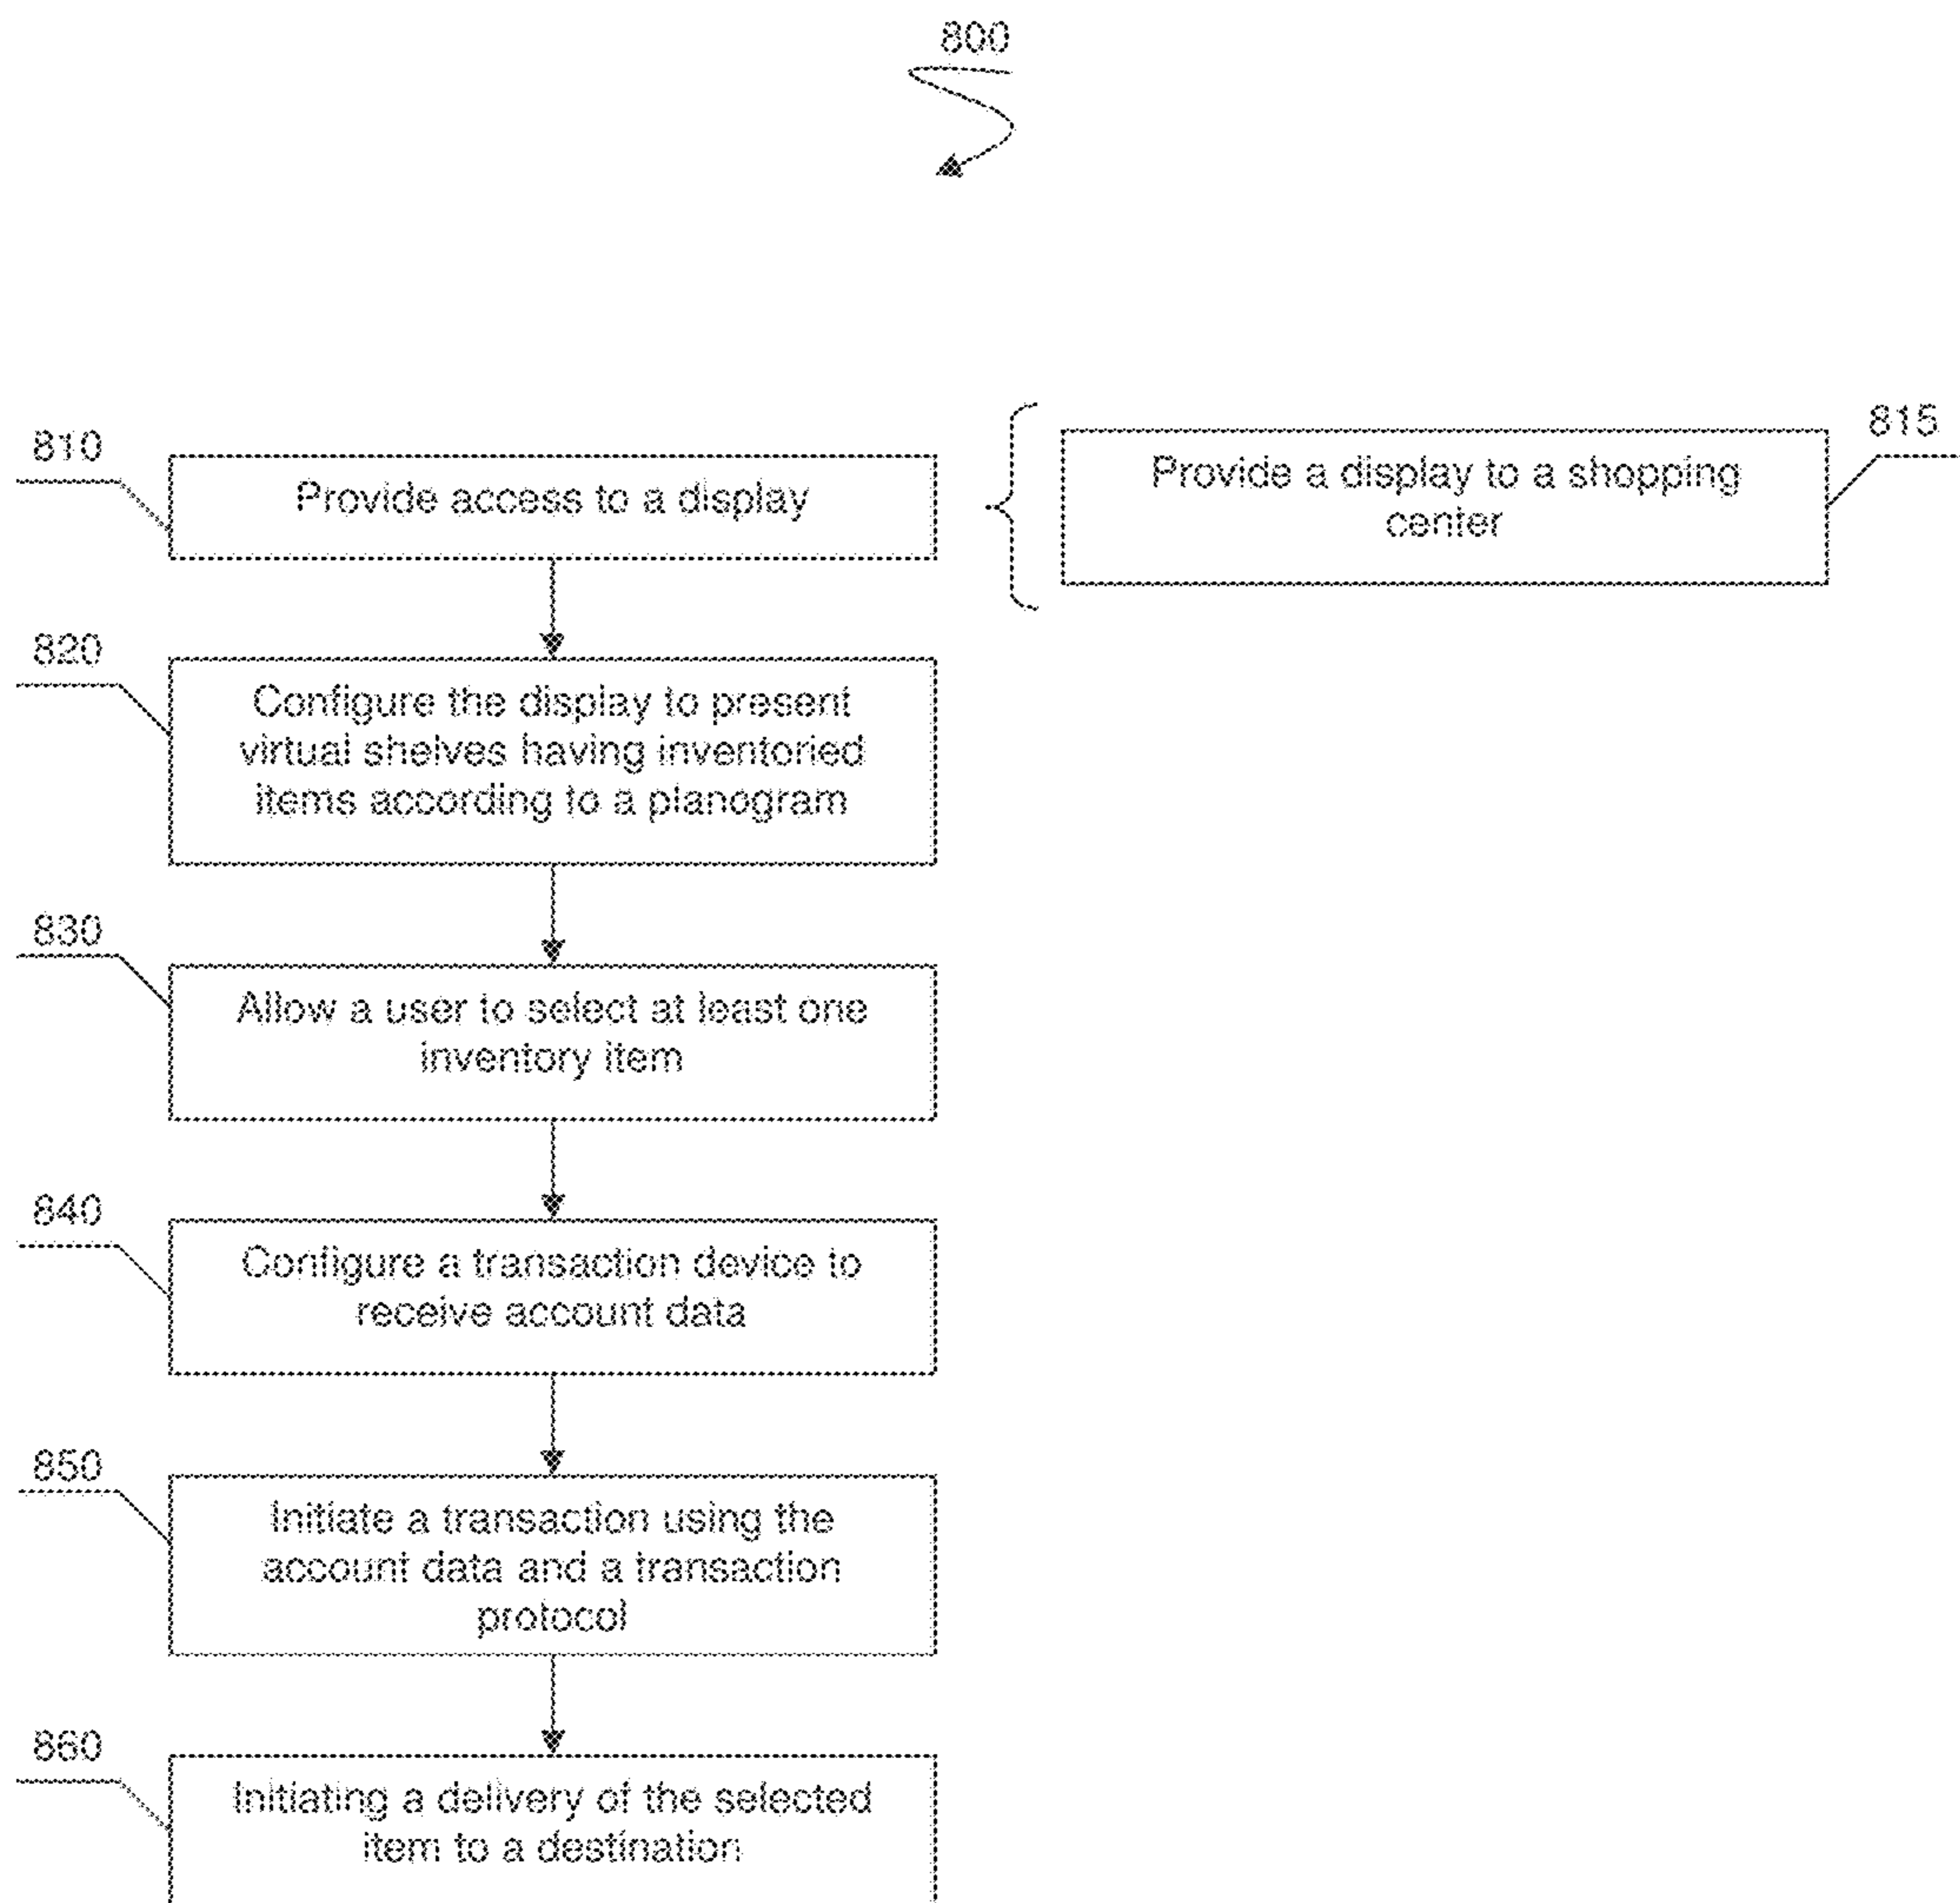 800
810
Provide access to a display
815
Provide a display to a shopping
center
820
Configure the display to present
virtual shelves having inventoried
items according to a planogram
830
Allow a user to select at least one
inventory item
840
Configure a transaction device to
receive account data
850
Initiate a transaction using the
account data and a transaction
protocol
860
Initiating a delivery of the selected
item to a destination